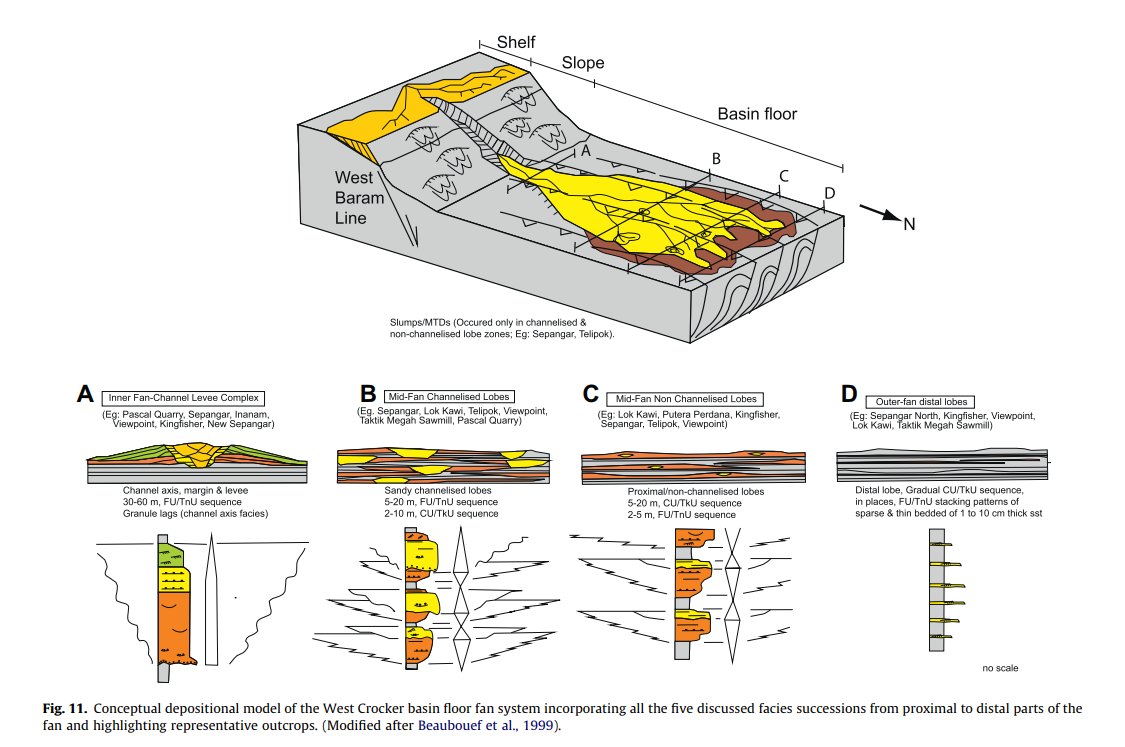 Shelf
Slope
Basin floor
A
B
C
D
N
West
Baram
Line
Slumps/MTDs (Occured only in channelised &
non-channelised lobe zones; Eg: Sepangar, Telipok).
A Inner Fan-Channel Levee Complex
(Eg: Pascal Quarry, Sepangar, Inanam,
Viewpoint, Kingfisher, New Sepangar)
Channel axis, margin & levee
30-60 m, FU/TnU sequence
Granule lags (channel axis facies)
B Mid-Fan Channelised Lobes
(Eg. Sepangar, Lok Kawi, Telipok, Viewpoint,
Taktik Megah Sawmill, Pascal Quarry)
Sandy channelised lobes
5-20 m, FU/TnU sequence
2-10 m, CU/TkU sequence
C Mid-Fan Non Channelised Lobes
(Eg: Lok Kawi, Putera Perdana, Kingfisher,
Sepangar, Telipok, Viewpoint)
Proximal/non-channelised lobes
5-20 m, CU/TkU sequence
2-5 m, FU/TnU sequence
D Outer-fan distal lobes
(Eg: Sepangar North, Kingfisher, Viewpoint,
Lok Kawi, Taktik Megah Sawmill)
Distal lobe, Gradual CU/TkU sequence,
in places, FU/TnU stacking patterns of
sparse & thin bedded of 1 to 10 cm thick sst
no scale
Fig. 11. Conceptual depositional model of the West Crocker basin floor fan system incorporating all the five discussed facies successions from proximal to distal parts of the
fan and highlighting representative outcrops. (Modified after Beaubouef et al., 1999).